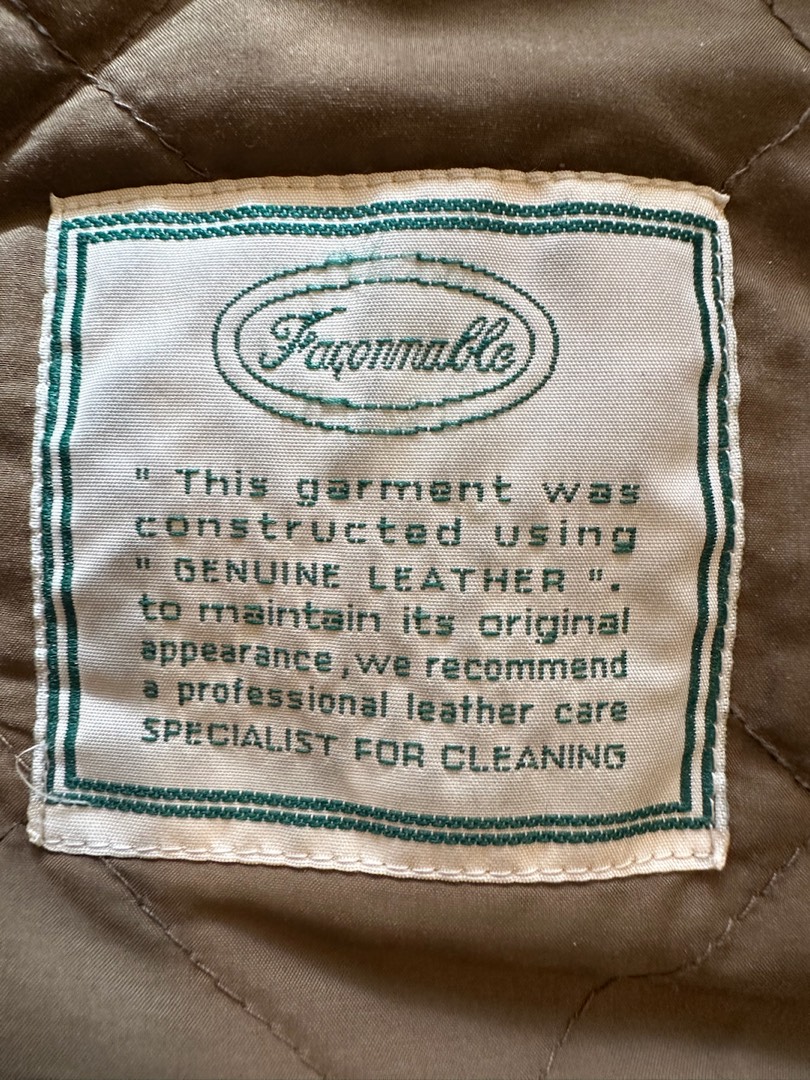 Façonnable
" This garment was
constructed using
" GENUINE LEATHER ".
to maintain its original
appearance,we recommend
a professional leather care
SPECIALIST FOR CLEANING